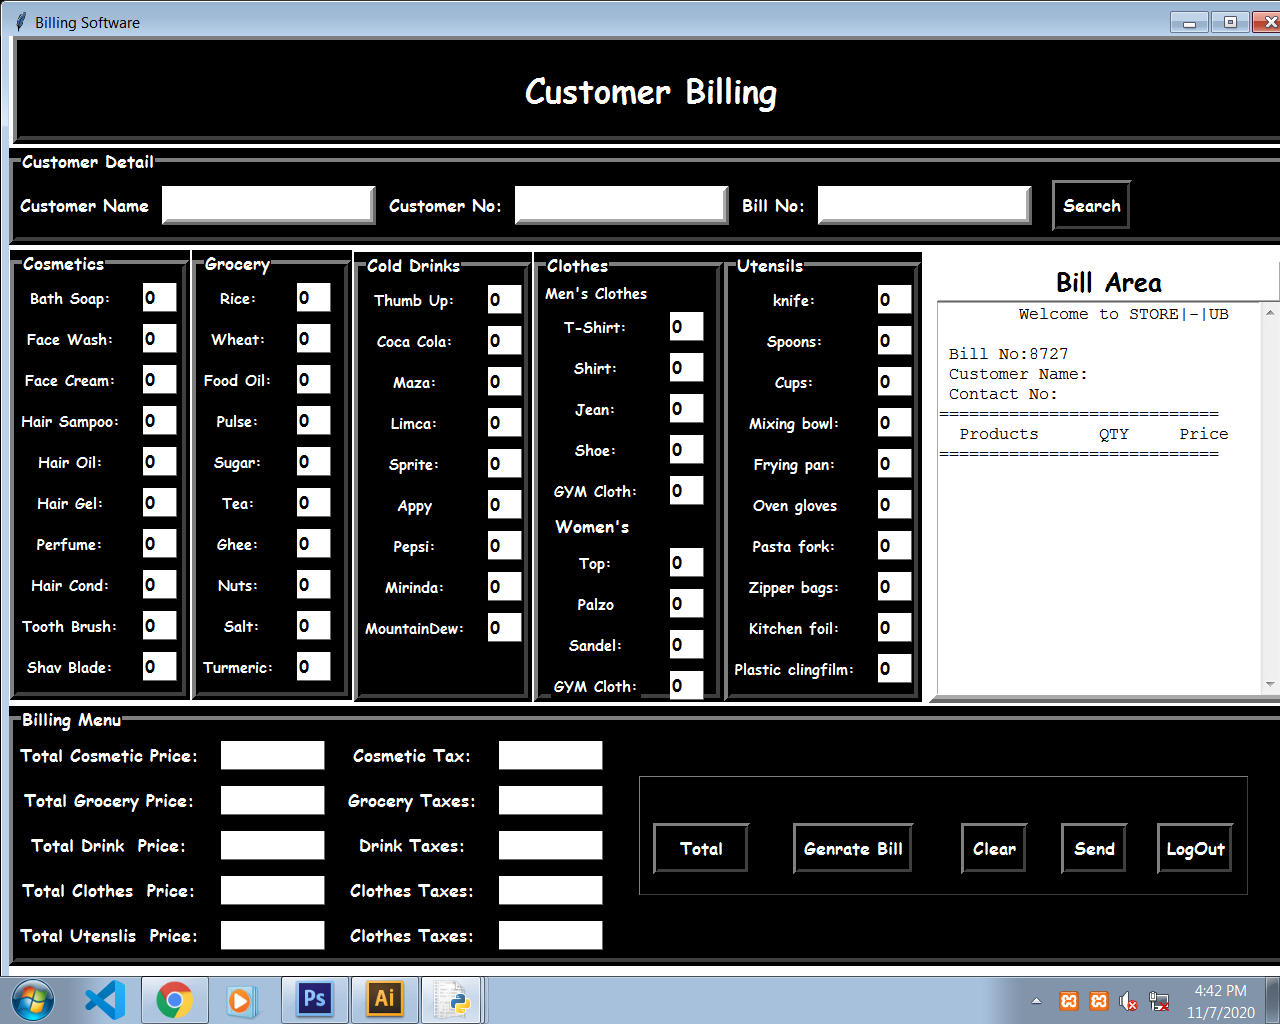 Billing Software
Customer Billing
Customer Detail
Customer Name Customer No: Bill No: Search
Cosmetics
Bath Soap: 0
Face Wash: 0
Face Cream: 0
Hair Sampoo: 0
Hair Oil: 0
Hair Gel: 0
Perfume: 0
Hair Cond: 0
Tooth Brush: 0
Shav Blade: 0
Grocery
Rice: 0
Wheat: 0
Food Oil: 0
Pulse: 0
Sugar: 0
Tea: 0
Ghee: 0
Nuts: 0
Salt: 0
Turmeric: 0
Cold Drinks
Thumb Up: 0
Coca Cola: 0
Maza: 0
Limca: 0
Sprite: 0
Appy 0
Pepsi: 0
Mirinda: 0
MountainDew: 0
Clothes
Men's Clothes
T-Shirt: 0
Shirt: 0
Jean: 0
Shoe: 0
GYM Cloth: 0
Women's
Top: 0
Palzo 0
Sandel: 0
GYM Cloth: 0
Utensils
knife: 0
Spoons: 0
Cups: 0
Mixing bowl: 0
Frying pan: 0
Oven gloves 0
Pasta fork: 0
Zipper bags: 0
Kitchen foil: 0
Plastic clingfilm: 0
Bill Area
Welcome to STORE|-|UB
Bill No:8727
Customer Name:
Contact No:
============================
Products QTY Price
============================
Billing Menu
Total Cosmetic Price: Cosmetic Tax:
Total Grocery Price: Grocery Taxes:
Total Drink Price: Drink Taxes:
Total Clothes Price: Clothes Taxes:
Total Utenslis Price: Clothes Taxes:
Total Genrate Bill Clear Send LogOut
Ps Ai
4:42 PM
11/7/2020